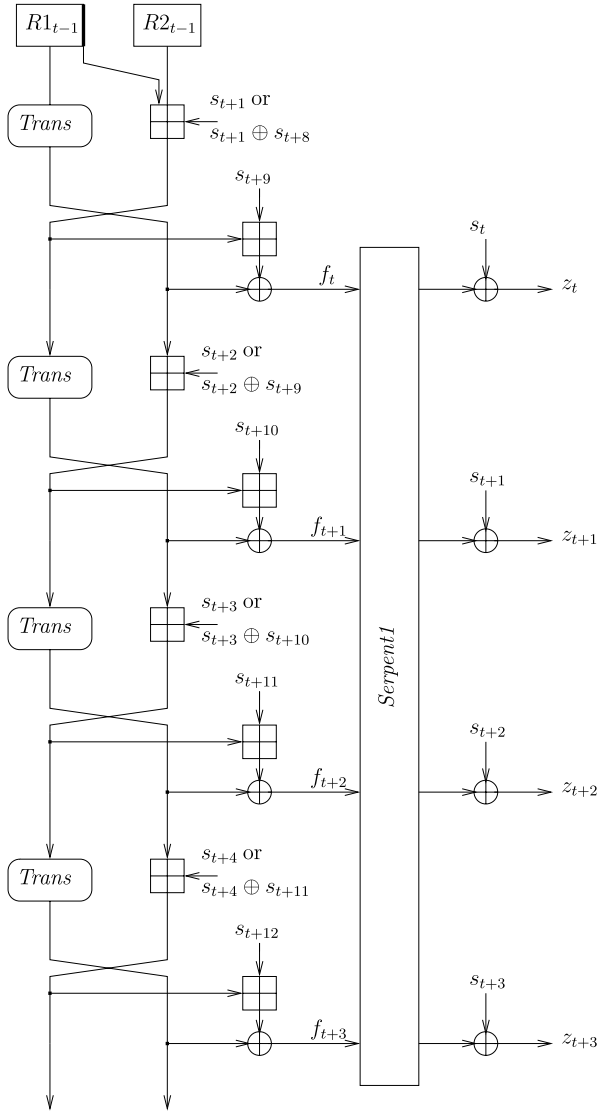 R1_{t−1} R2_{t−1}
s_{t+1} or
Trans
s_{t+1} ⊕ s_{t+8}
s_{t+9}
s_t
f_t
z_t
s_{t+2} or
Trans
s_{t+2} ⊕ s_{t+9}
s_{t+10}
s_{t+1}
f_{t+1}
z_{t+1}
s_{t+3} or
Trans
s_{t+3} ⊕ s_{t+10}
Serpent1
s_{t+11}
s_{t+2}
f_{t+2}
z_{t+2}
s_{t+4} or
Trans
s_{t+4} ⊕ s_{t+11}
s_{t+12}
s_{t+3}
f_{t+3}
z_{t+3}